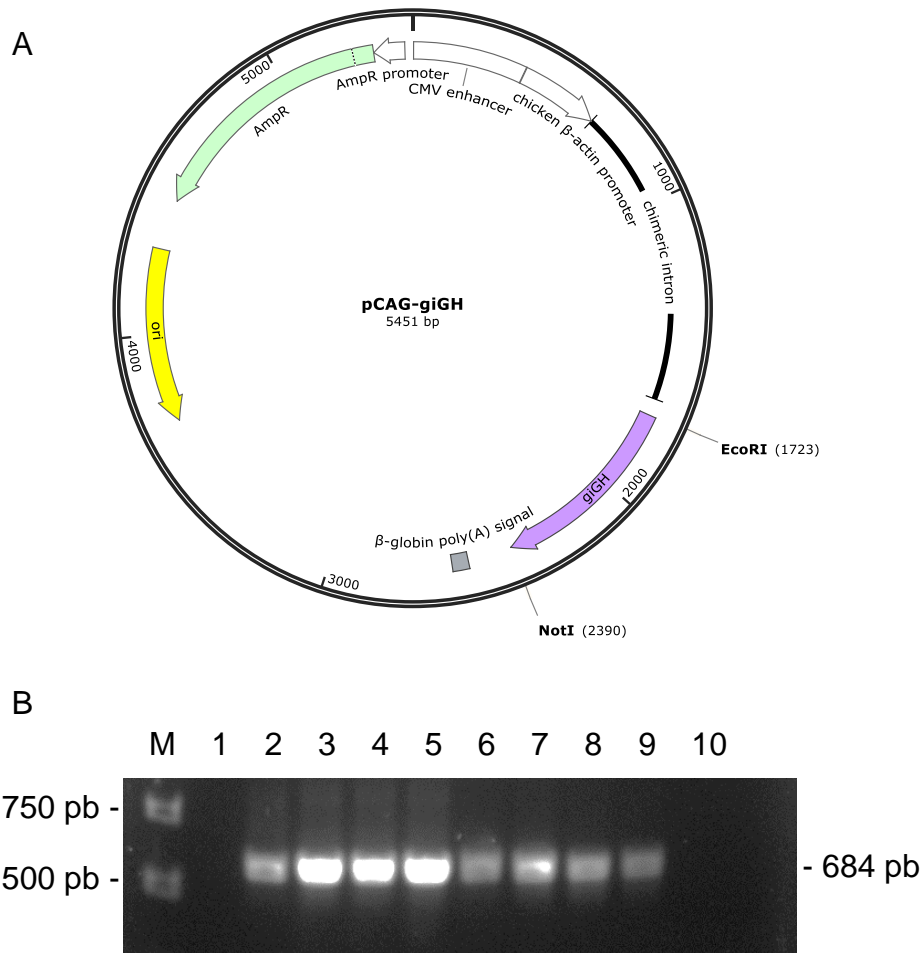 A
5000
AmpR promoter
CMV enhancer
AmpR
chicken β-actin promoter
1000
chimeric intron
pCAG-giGH
5451 bp
ori
4000
EcoRI (1723)
2000
giGH
β-globin poly(A) signal
3000
NotI (2390)
B
M 1 2 3 4 5 6 7 8 9 10
750 pb -
- 684 pb
500 pb -